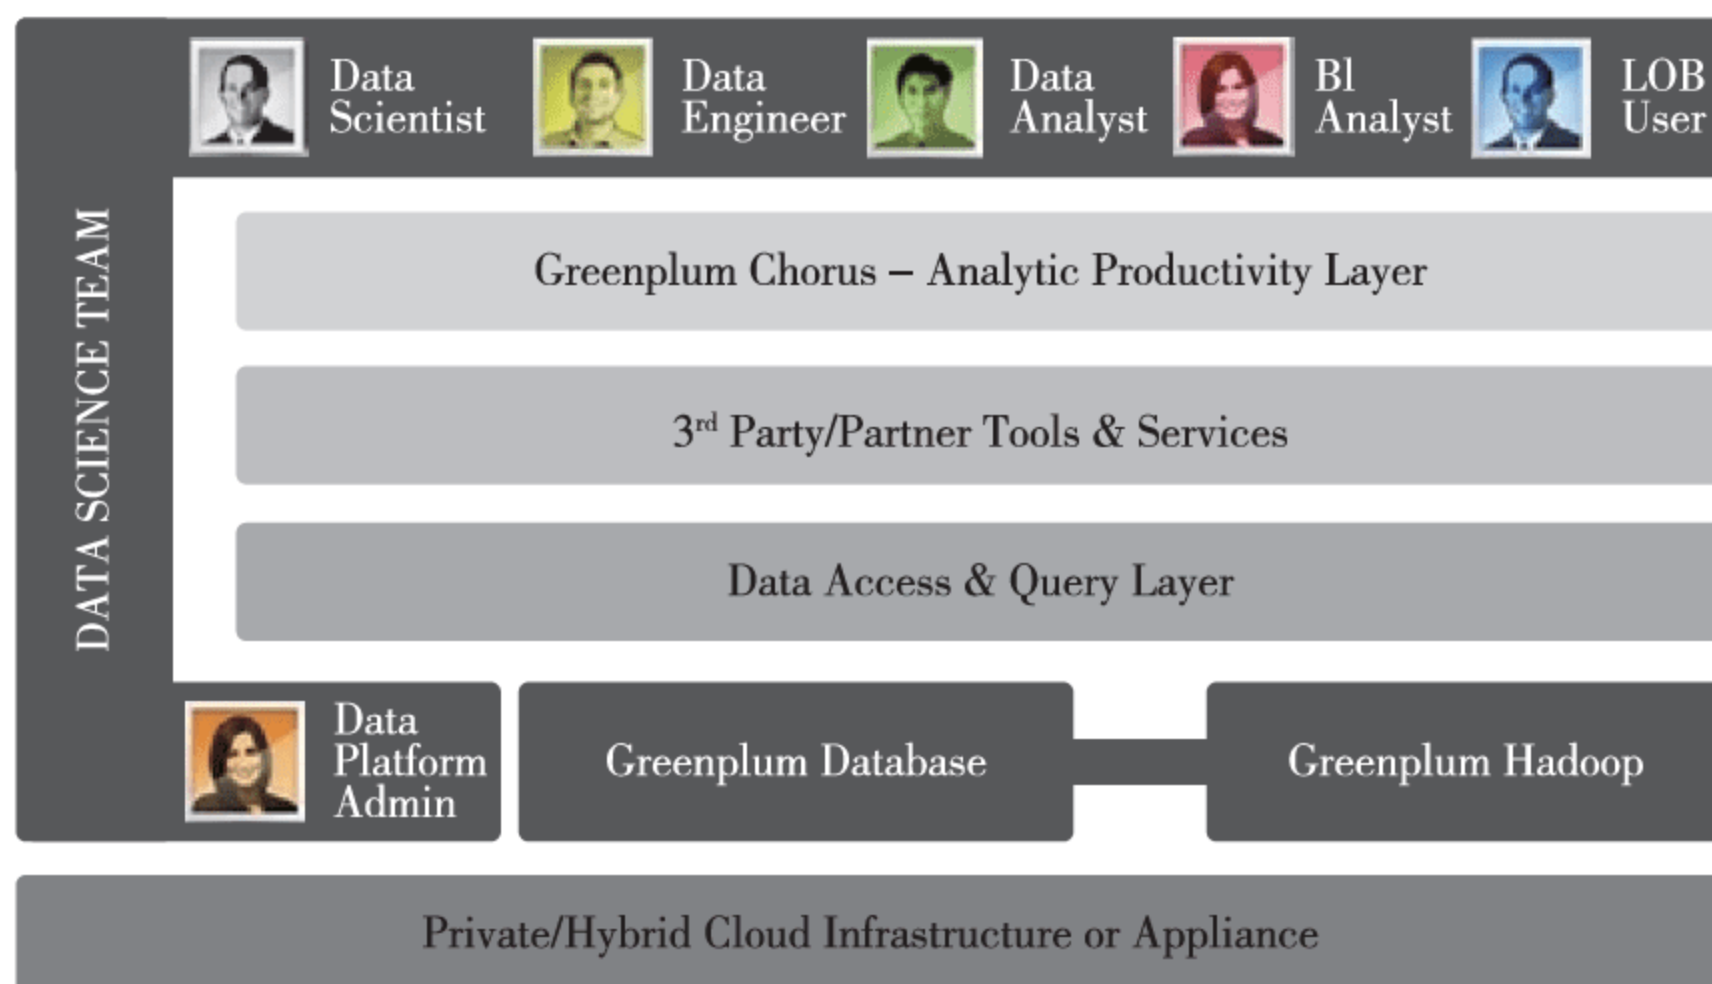 Data
Scientist
Data
Engineer
Data
Analyst
Bl
Analyst
LOB
User
DATA SCIENCE TEAM
Greenplum Chorus – Analytic Productivity Layer
3rd Party/Partner Tools & Services
Data Access & Query Layer
Data
Platform
Admin
Greenplum Database
Greenplum Hadoop
Private/Hybrid Cloud Infrastructure or Appliance